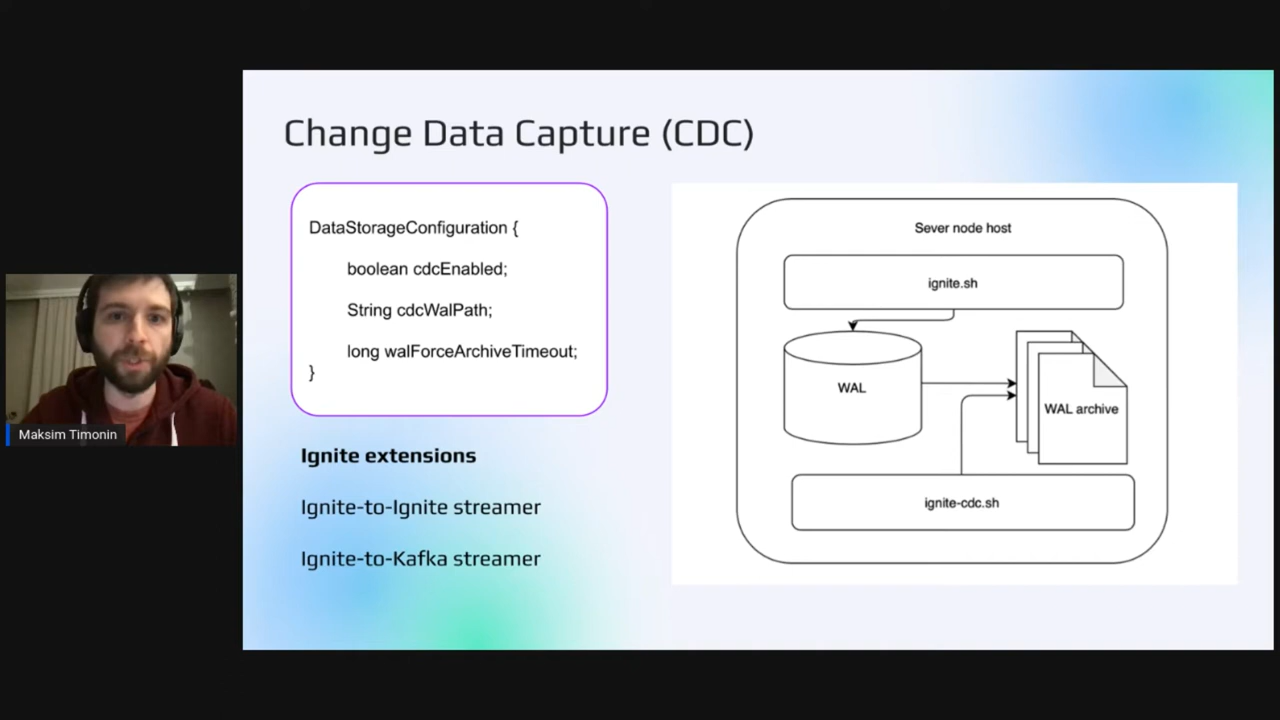 Change Data Capture (CDC)
DataStorageConfiguration {
boolean cdcEnabled;
String cdcWalPath;
long walForceArchiveTimeout;
}
Ignite extensions
Ignite-to-Ignite streamer
Ignite-to-Kafka streamer
Sever node host
ignite.sh
WAL
WAL archive
ignite-cdc.sh
Maksim Timonin